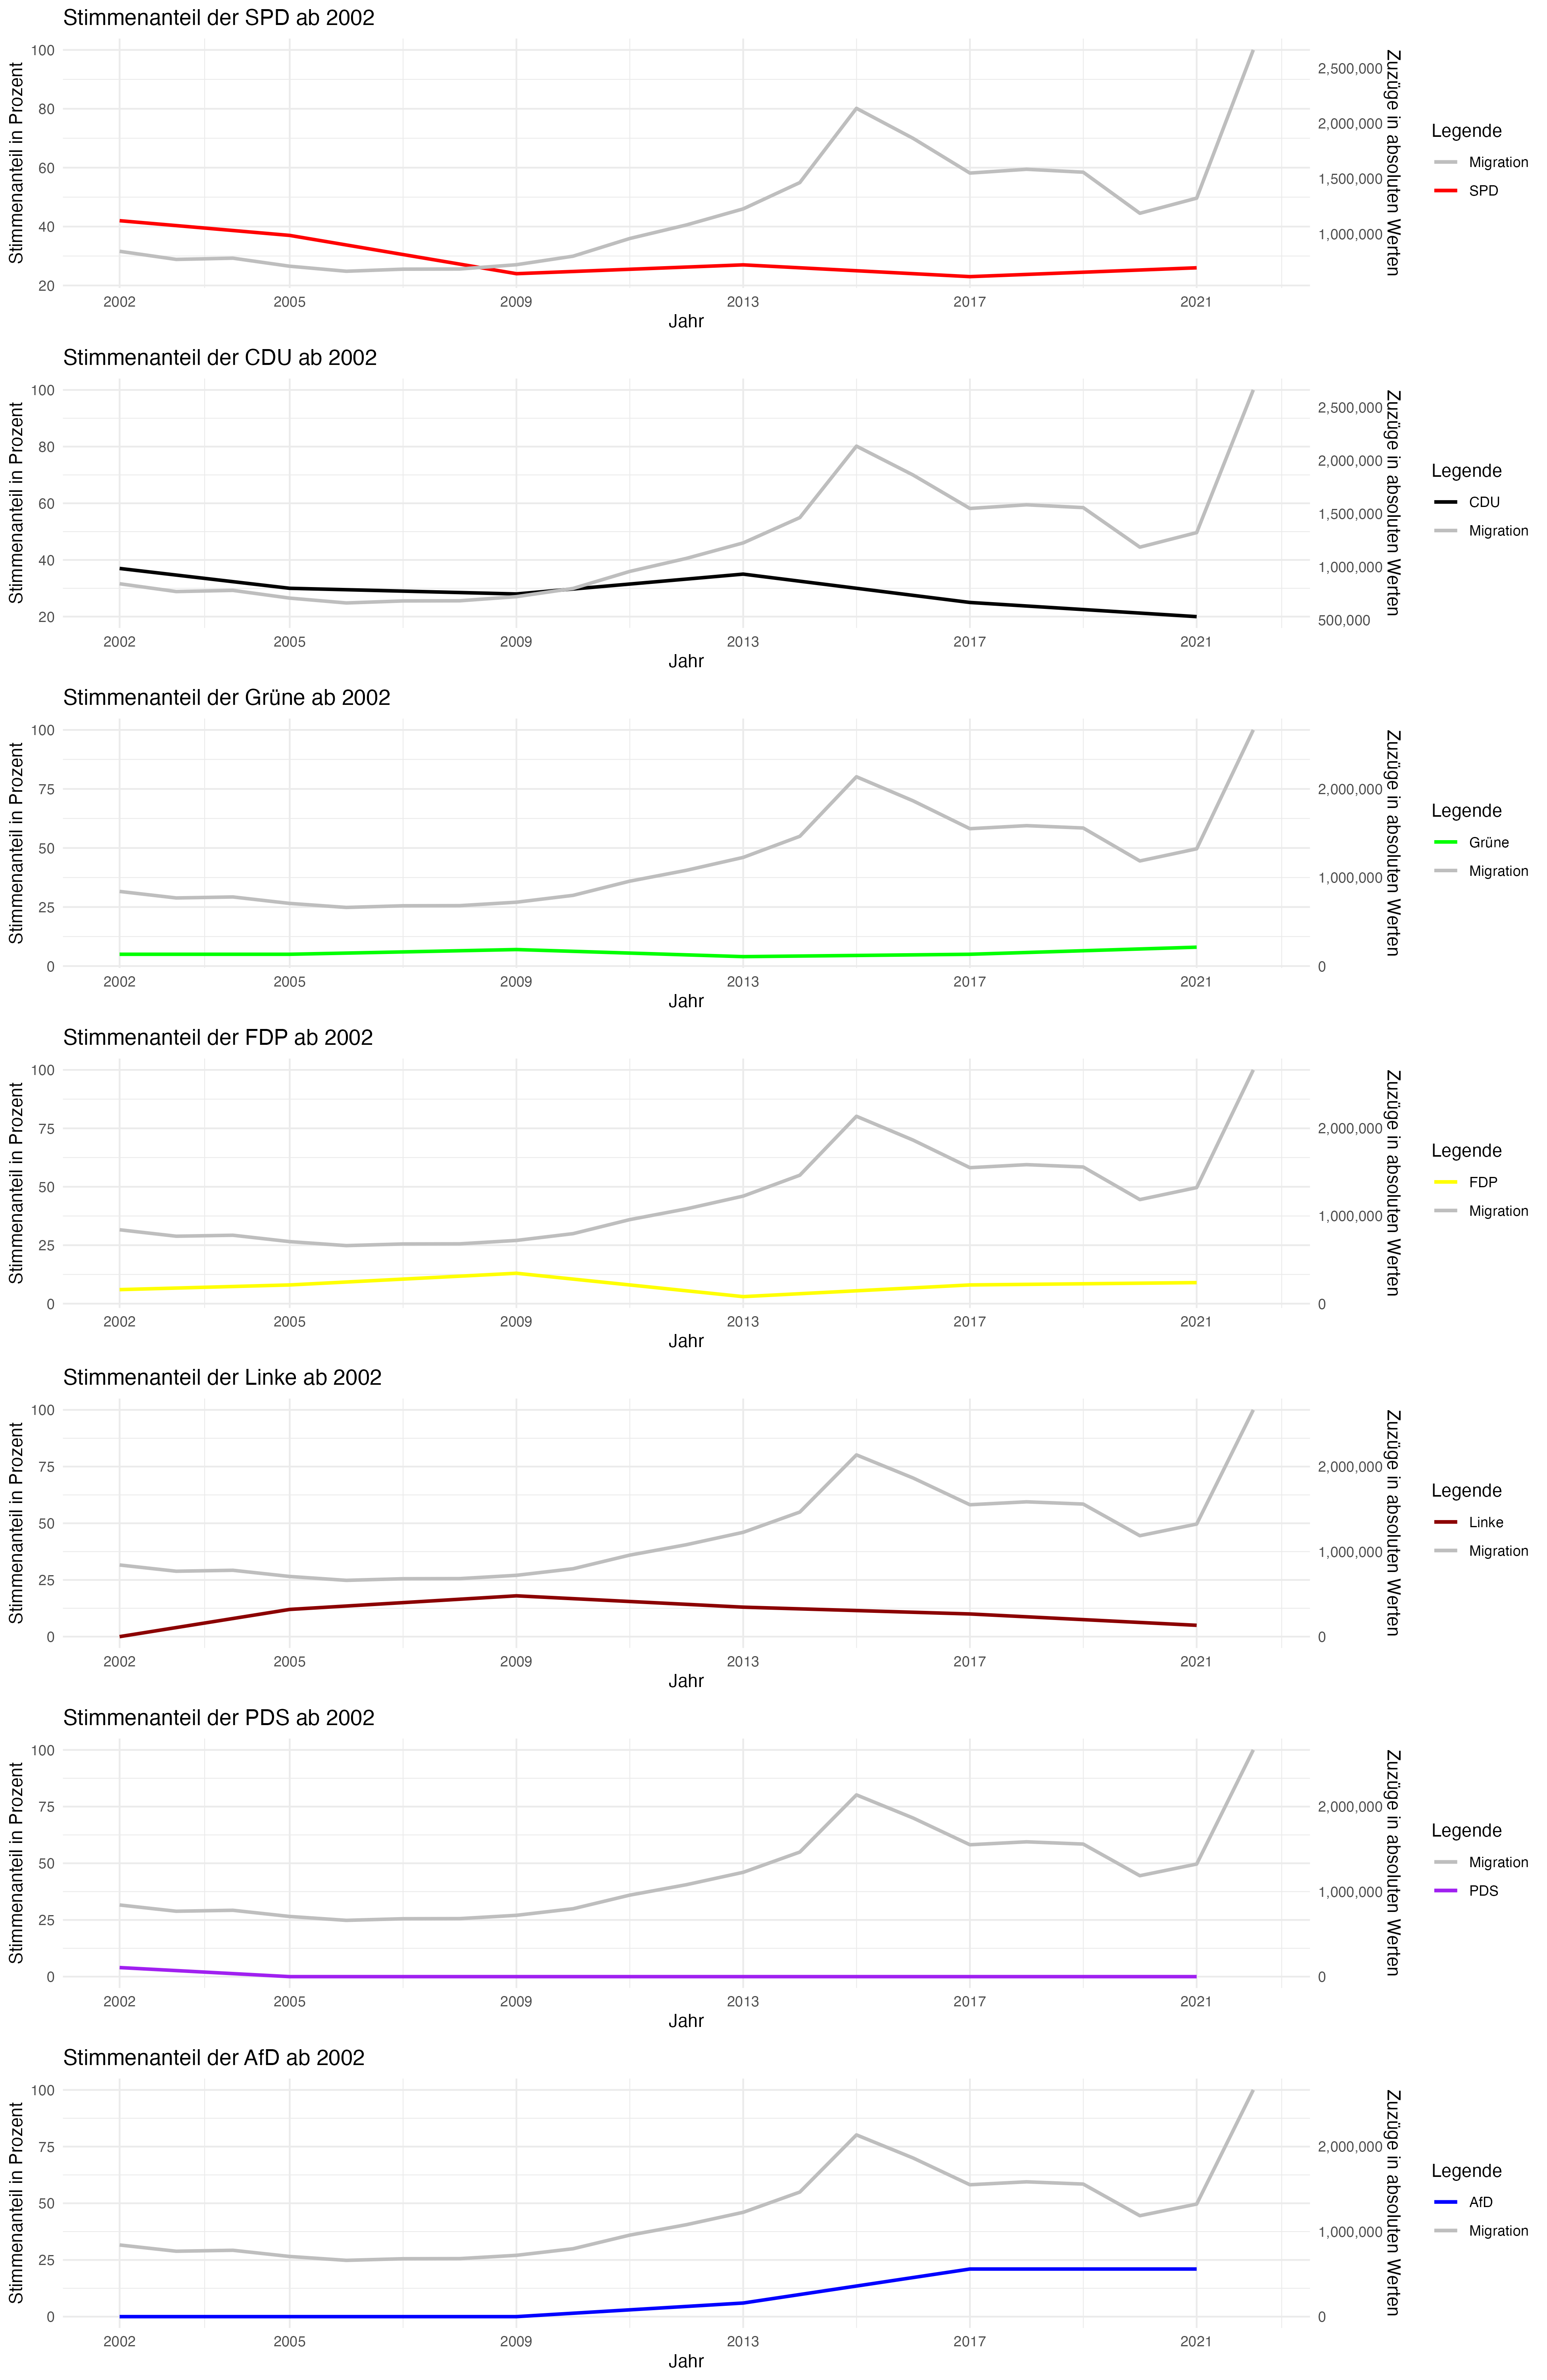 Stimmenanteil der SPD ab 2002
Stimmenanteil in Prozent
100
80
60
40
20
2,500,000
2,000,000
1,500,000
1,000,000
Zuzüge in absoluten Werten
2002 2005 2009 2013 2017 2021
Jahr
Legende
Migration
SPD
Stimmenanteil der CDU ab 2002
Stimmenanteil in Prozent
100
80
60
40
20
2,500,000
2,000,000
1,500,000
1,000,000
500,000
Zuzüge in absoluten Werten
2002 2005 2009 2013 2017 2021
Jahr
Legende
CDU
Migration
Stimmenanteil der Grüne ab 2002
Stimmenanteil in Prozent
100
75
50
25
0
2,000,000
1,000,000
0
Zuzüge in absoluten Werten
2002 2005 2009 2013 2017 2021
Jahr
Legende
Grüne
Migration
Stimmenanteil der FDP ab 2002
Stimmenanteil in Prozent
100
75
50
25
0
2,000,000
1,000,000
0
Zuzüge in absoluten Werten
2002 2005 2009 2013 2017 2021
Jahr
Legende
FDP
Migration
Stimmenanteil der Linke ab 2002
Stimmenanteil in Prozent
100
75
50
25
0
2,000,000
1,000,000
0
Zuzüge in absoluten Werten
2002 2005 2009 2013 2017 2021
Jahr
Legende
Linke
Migration
Stimmenanteil der PDS ab 2002
Stimmenanteil in Prozent
100
75
50
25
0
2,000,000
1,000,000
0
Zuzüge in absoluten Werten
2002 2005 2009 2013 2017 2021
Jahr
Legende
Migration
PDS
Stimmenanteil der AfD ab 2002
Stimmenanteil in Prozent
100
75
50
25
0
2,000,000
1,000,000
0
Zuzüge in absoluten Werten
2002 2005 2009 2013 2017 2021
Jahr
Legende
AfD
Migration